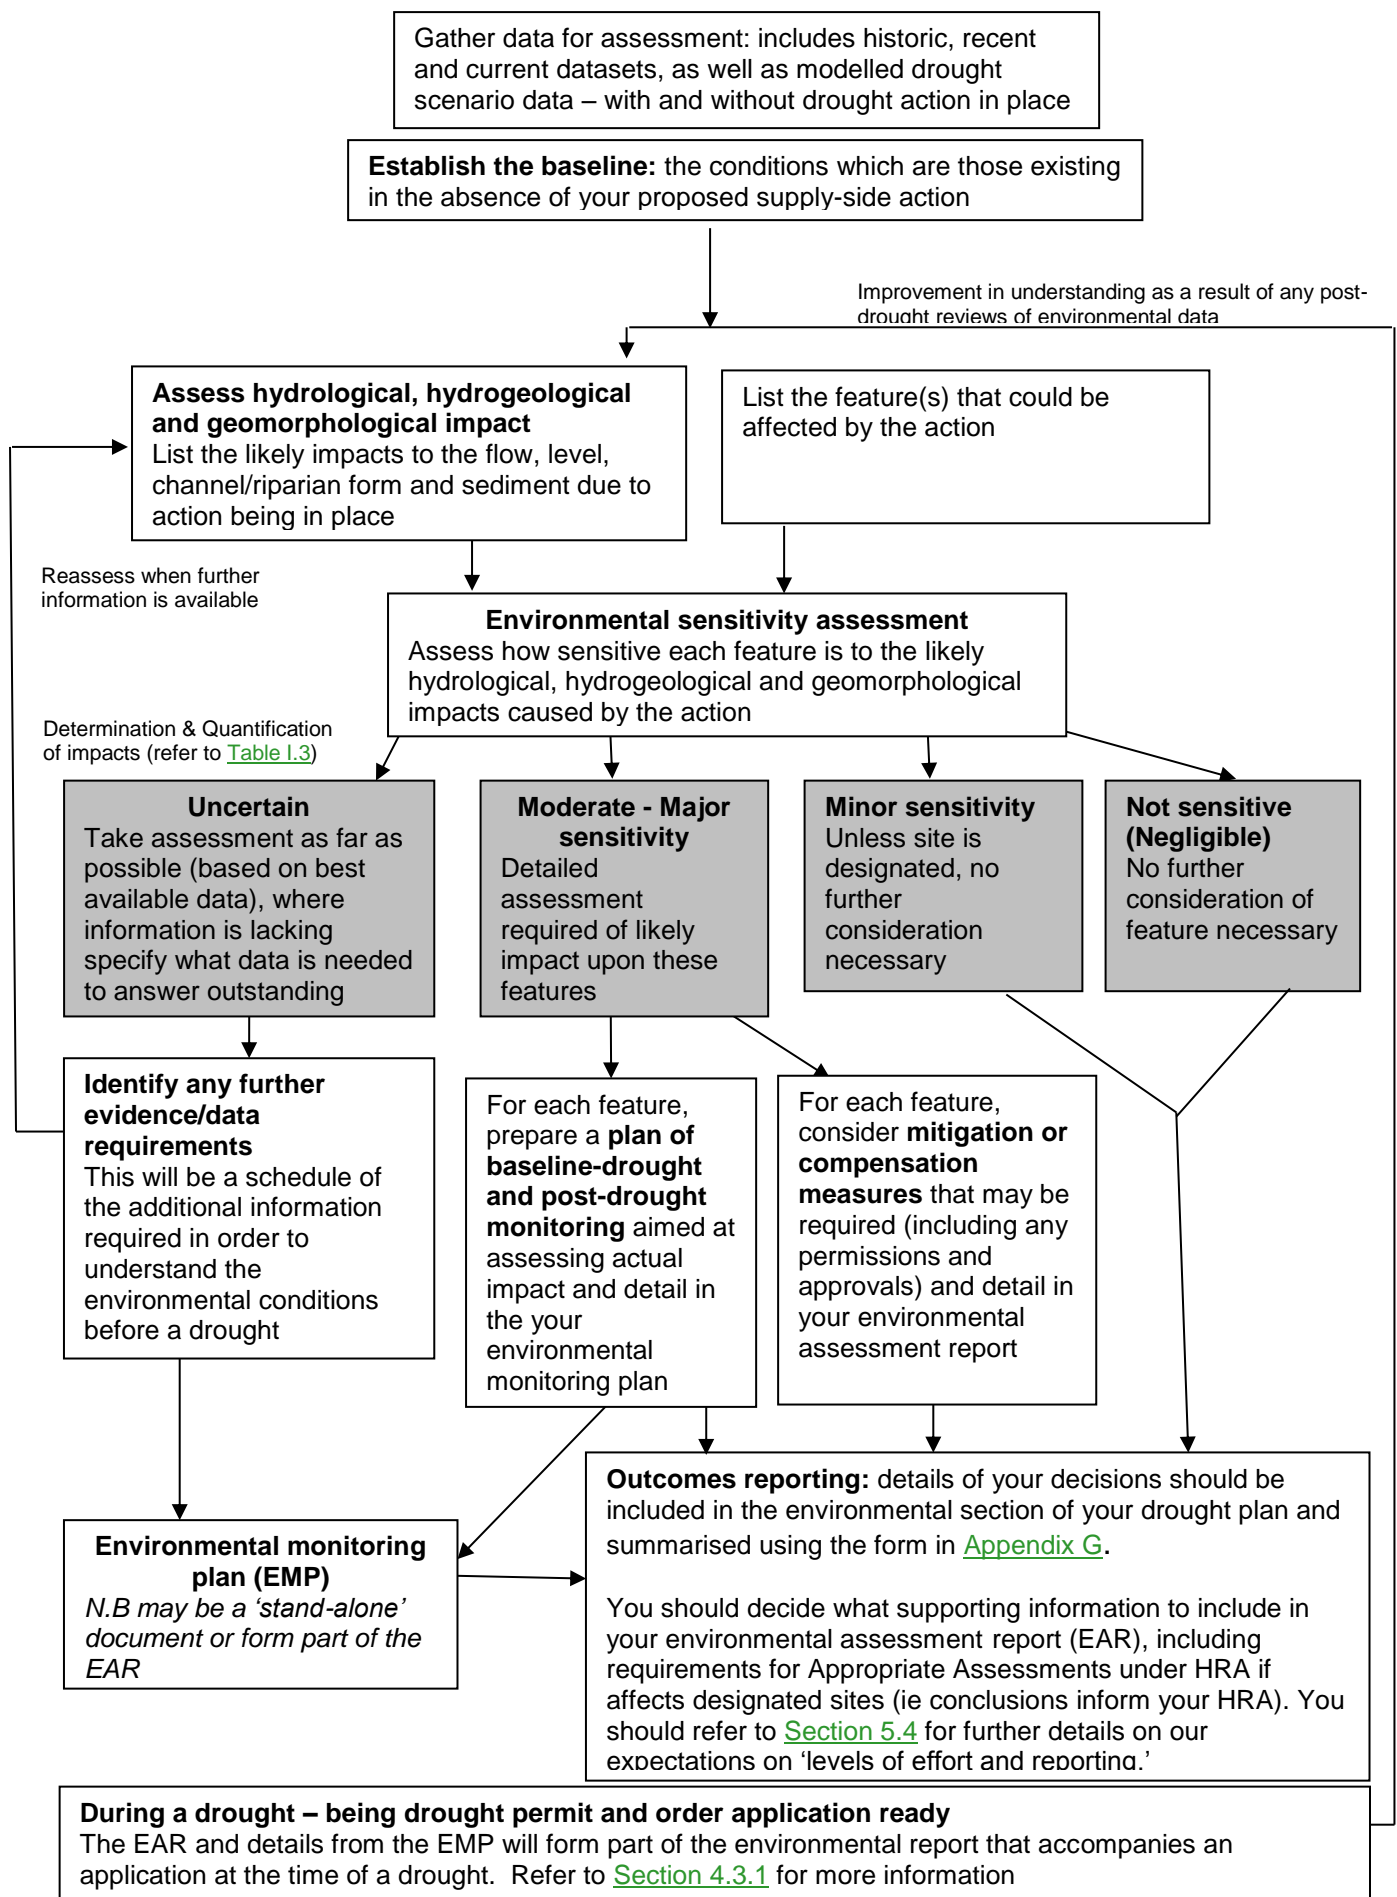 Gather data for assessment: includes historic, recent
and current datasets, as well as modelled drought
scenario data – with and without drought action in place
Establish the baseline: the conditions which are those existing
in the absence of your proposed supply-side action
Improvement in understanding as a result of any post-
drought reviews of environmental data
Assess hydrological, hydrogeological
and geomorphological impact
List the likely impacts to the flow, level,
channel/riparian form and sediment due to
action being in place
List the feature(s) that could be
affected by the action
Reassess when further
information is available
Environmental sensitivity assessment
Assess how sensitive each feature is to the likely
hydrological, hydrogeological and geomorphological
impacts caused by the action
Determination & Quantification
of impacts (refer to Table I.3)
Uncertain
Take assessment as far as
possible (based on best
available data), where
information is lacking
specify what data is needed
to answer outstanding
Moderate - Major
sensitivity
Detailed
assessment
required of likely
impact upon these
features
Minor sensitivity
Unless site is
designated, no
further
consideration
necessary
Not sensitive
(Negligible)
No further
consideration of
feature necessary
Identify any further
evidence/data
requirements
This will be a schedule of
the additional information
required in order to
understand the
environmental conditions
before a drought
For each feature,
prepare a plan of
baseline-drought
and post-drought
monitoring aimed at
assessing actual
impact and detail in
the your
environmental
monitoring plan
For each feature,
consider mitigation or
compensation
measures that may be
required (including any
permissions and
approvals) and detail in
your environmental
assessment report
Environmental monitoring
plan (EMP)
N.B may be a ‘stand-alone’
document or form part of the
EAR
Outcomes reporting: details of your decisions should be
included in the environmental section of your drought plan and
summarised using the form in Appendix G.
You should decide what supporting information to include in
your environmental assessment report (EAR), including
requirements for Appropriate Assessments under HRA if
affects designated sites (ie conclusions inform your HRA). You
should refer to Section 5.4 for further details on our
expectations on ‘levels of effort and reporting.’
During a drought – being drought permit and order application ready
The EAR and details from the EMP will form part of the environmental report that accompanies an
application at the time of a drought.  Refer to Section 4.3.1 for more information